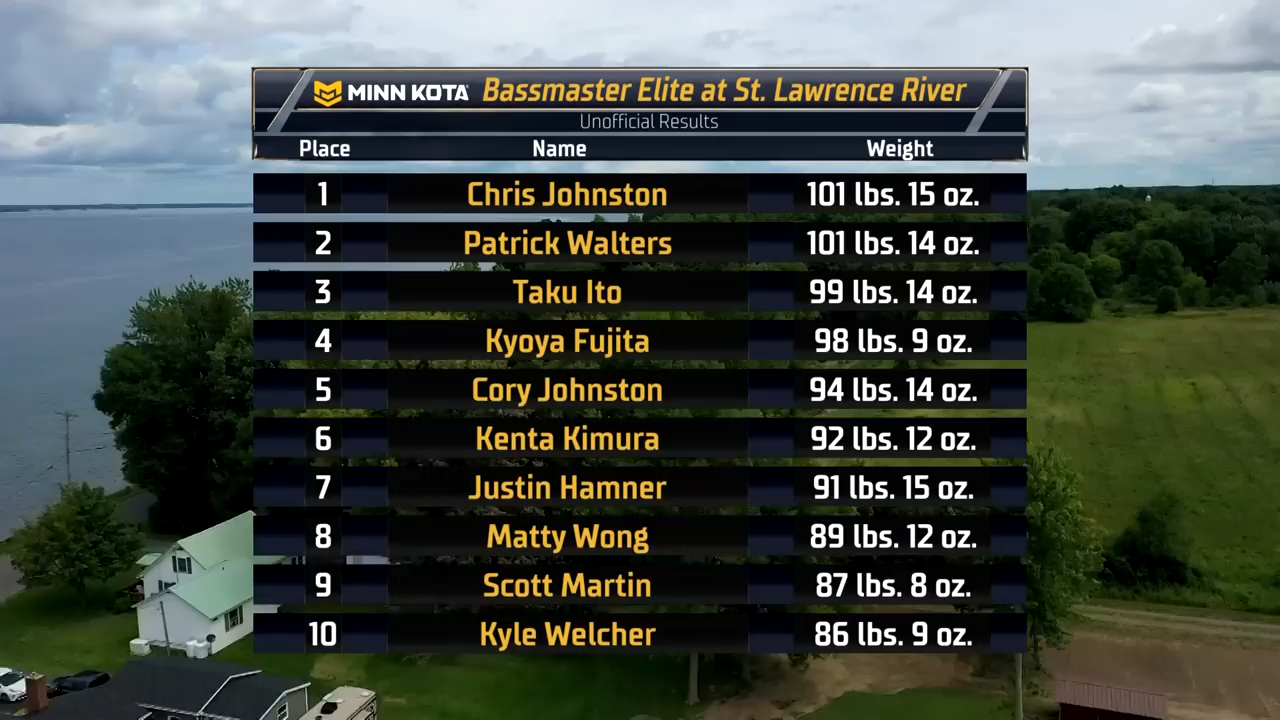 MINN KOTA Bassmaster Elite at St. Lawrence River
Unofficial Results
Place Name Weight
1 Chris Johnston 101 lbs. 15 oz.
2 Patrick Walters 101 lbs. 14 oz.
3 Taku Ito 99 lbs. 14 oz.
4 Kyoya Fujita 98 lbs. 9 oz.
5 Cory Johnston 94 lbs. 14 oz.
6 Kenta Kimura 92 lbs. 12 oz.
7 Justin Hamner 91 lbs. 15 oz.
8 Matty Wong 89 lbs. 12 oz.
9 Scott Martin 87 lbs. 8 oz.
10 Kyle Welcher 86 lbs. 9 oz.